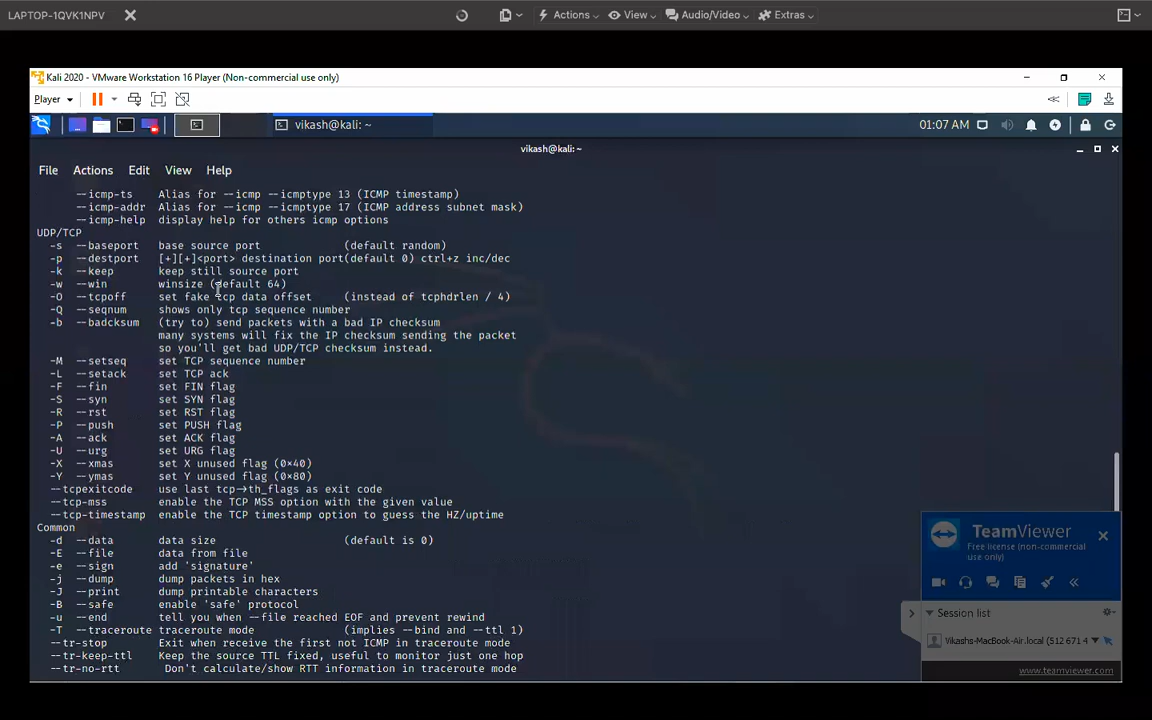 LAPTOP-1QVK1NPV
Actions
View
Audio/Video
Extras
Kali 2020 - VMware Workstation 16 Player (Non-commercial use only)
Player
vikash@kali: ~
01:07 AM
vikash@kali: ~
File Actions Edit View Help
--icmp-ts Alias for --icmp --icmptype 13 (ICMP timestamp)
--icmp-addr Alias for --icmp --icmptype 17 (ICMP address subnet mask)
--icmp-help display help for others icmp options
UDP/TCP
-s --baseport base source port (default random)
-p --destport [+][+]<port> destination port(default 0) ctrl+z inc/dec
-k --keep keep still source port
-w --win winsize (default 64)
-O --tcpoff set fake tcp data offset (instead of tcphdrlen / 4)
-Q --seqnum shows only tcp sequence number
-b --badcksum (try to) send packets with a bad IP checksum
many systems will fix the IP checksum sending the packet
so you'll get bad UDP/TCP checksum instead.
-M --setseq set TCP sequence number
-L --setack set TCP ack
-F --fin set FIN flag
-S --syn set SYN flag
-R --rst set RST flag
-P --push set PUSH flag
-A --ack set ACK flag
-U --urg set URG flag
-X --xmas set X unused flag (0×40)
-Y --ymas set Y unused flag (0×80)
--tcpexitcode use last tcp→th_flags as exit code
--tcp-mss enable the TCP MSS option with the given value
--tcp-timestamp enable the TCP timestamp option to guess the HZ/uptime
Common
-d --data data size (default is 0)
-E --file data from file
-e --sign add 'signature'
-j --dump dump packets in hex
-J --print dump printable characters
-B --safe enable 'safe' protocol
-u --end tell you when --file reached EOF and prevent rewind
-T --traceroute traceroute mode (implies --bind and --ttl 1)
--tr-stop Exit when receive the first not ICMP in traceroute mode
--tr-keep-ttl Keep the source TTL fixed, useful to monitor just one hop
--tr-no-rtt Don't calculate/show RTT information in traceroute mode
TeamViewer
Free license (non-commercial
use only)
Session list
Vikashs-MacBook-Air.local (512 671 4
www.teamviewer.com